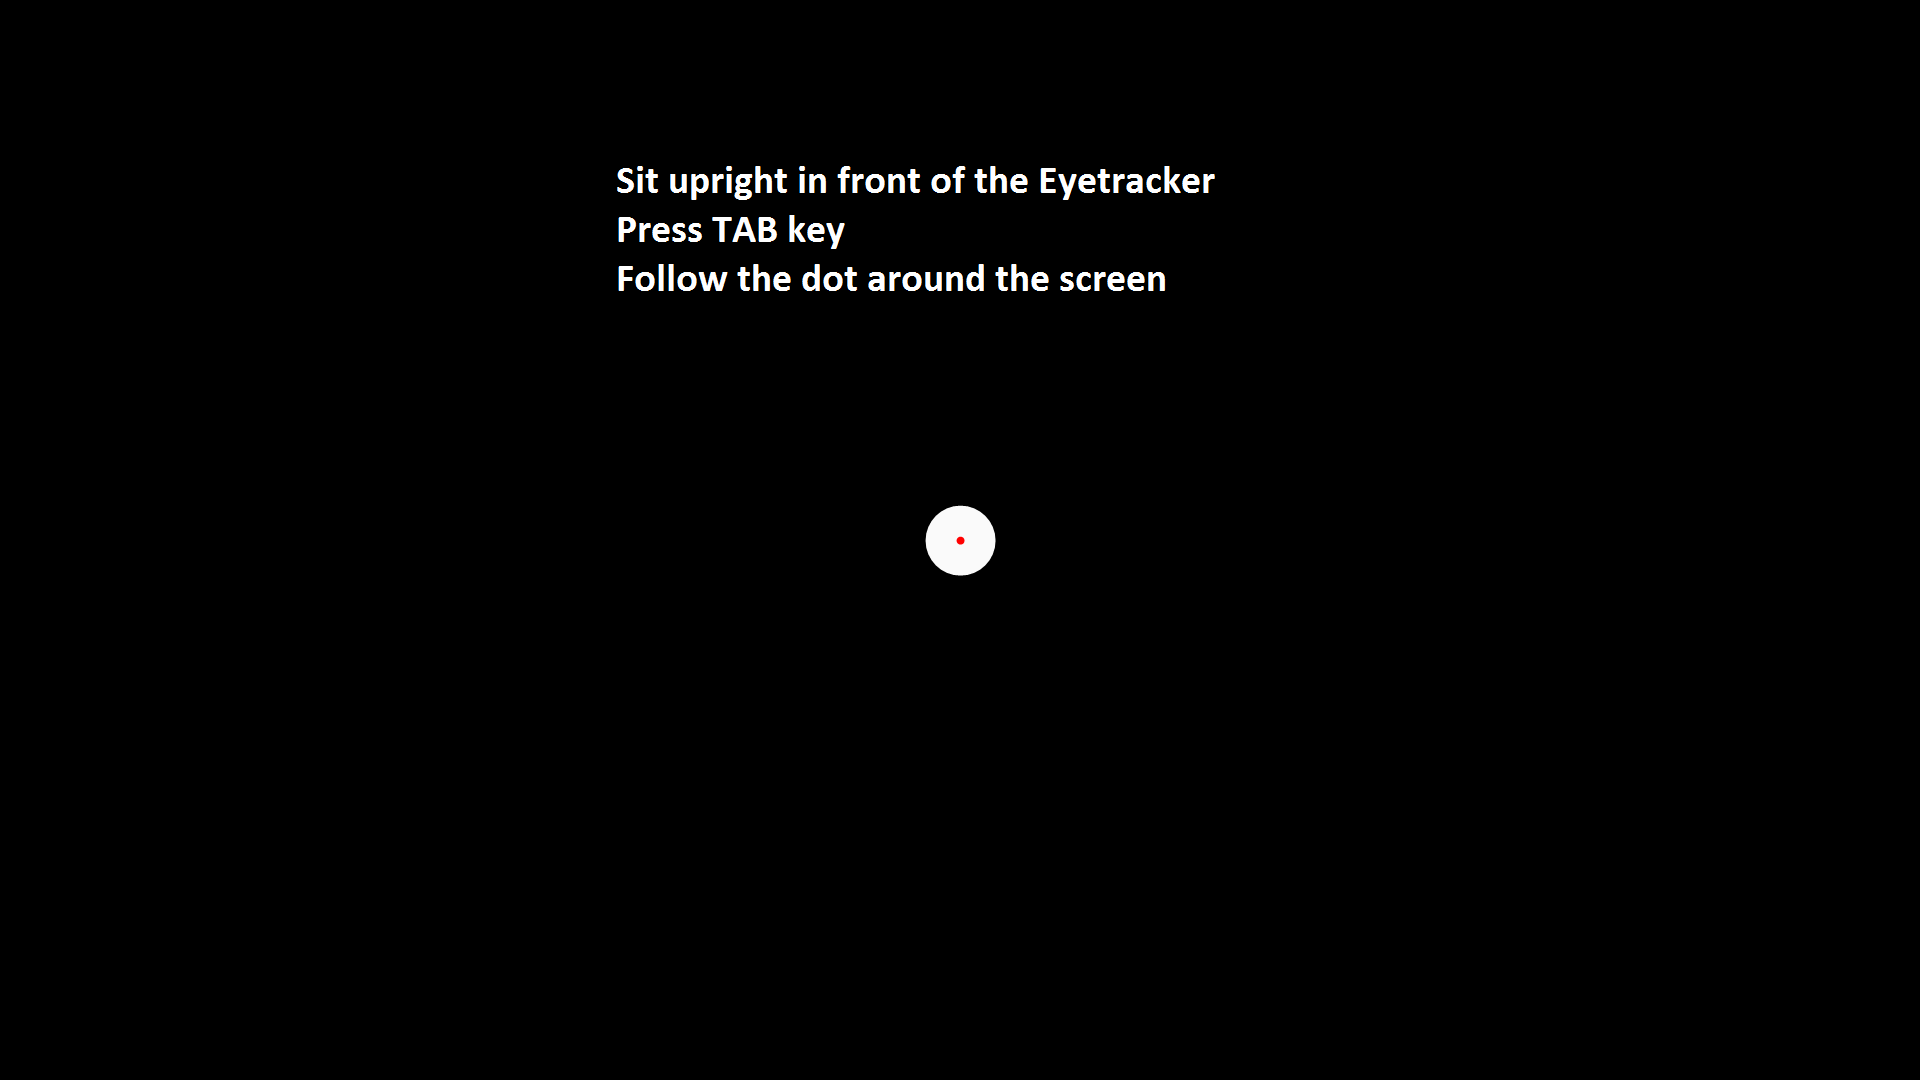 Sit upright in front of the Eyetracker
Press TAB key
Follow the dot around the screen